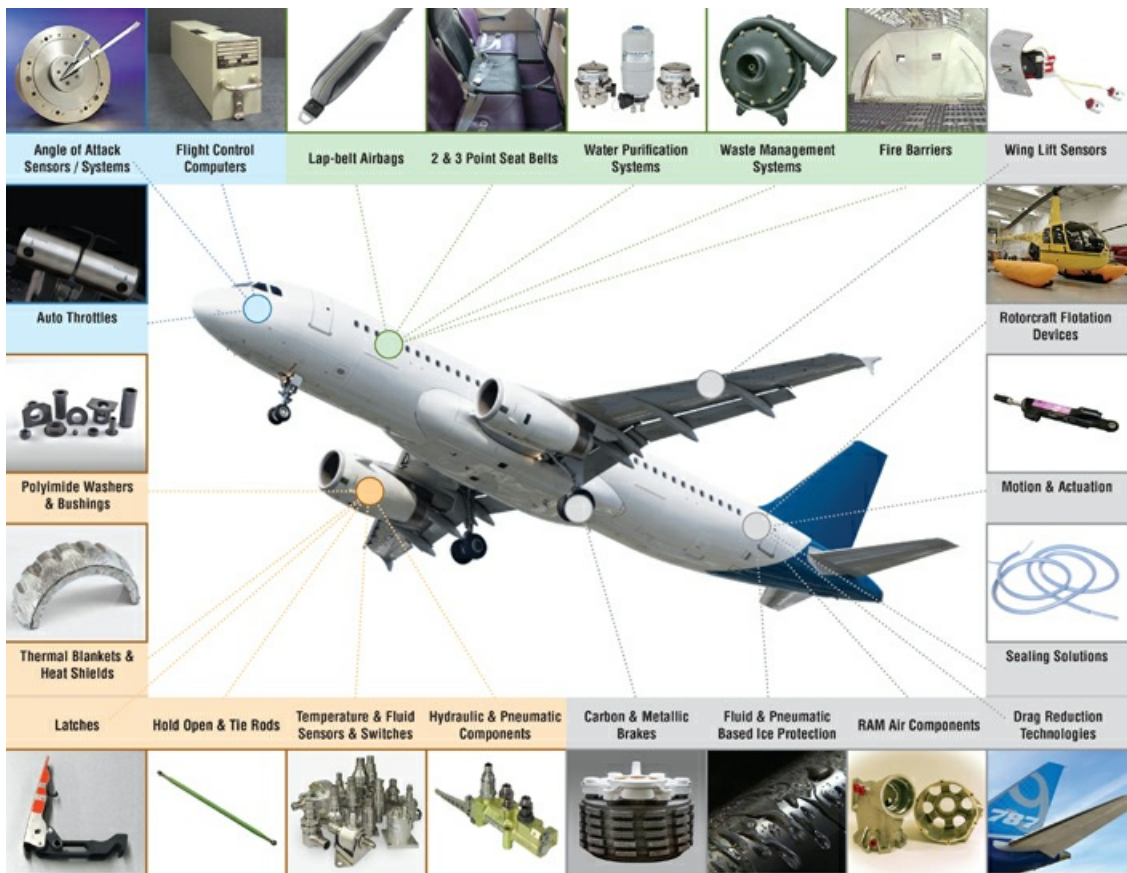 Angle of Attack
Sensors / Systems
Flight Control
Computers
Lap-belt Airbags
2 & 3 Point Seat Belts
Water Purification
Systems
Waste Management
Systems
Fire Barriers
Wing Lift Sensors
Auto Throttles
Rotorcraft Flotation
Devices
Polyimide Washers
& Bushings
Motion & Actuation
Thermal Blankets &
Heat Shields
Sealing Solutions
Latches
Hold Open & Tie Rods
Temperature & Fluid
Sensors & Switches
Hydraulic & Pneumatic
Components
Carbon & Metallic
Brakes
Fluid & Pneumatic
Based Ice Protection
RAM Air Components
Drag Reduction
Technologies
787